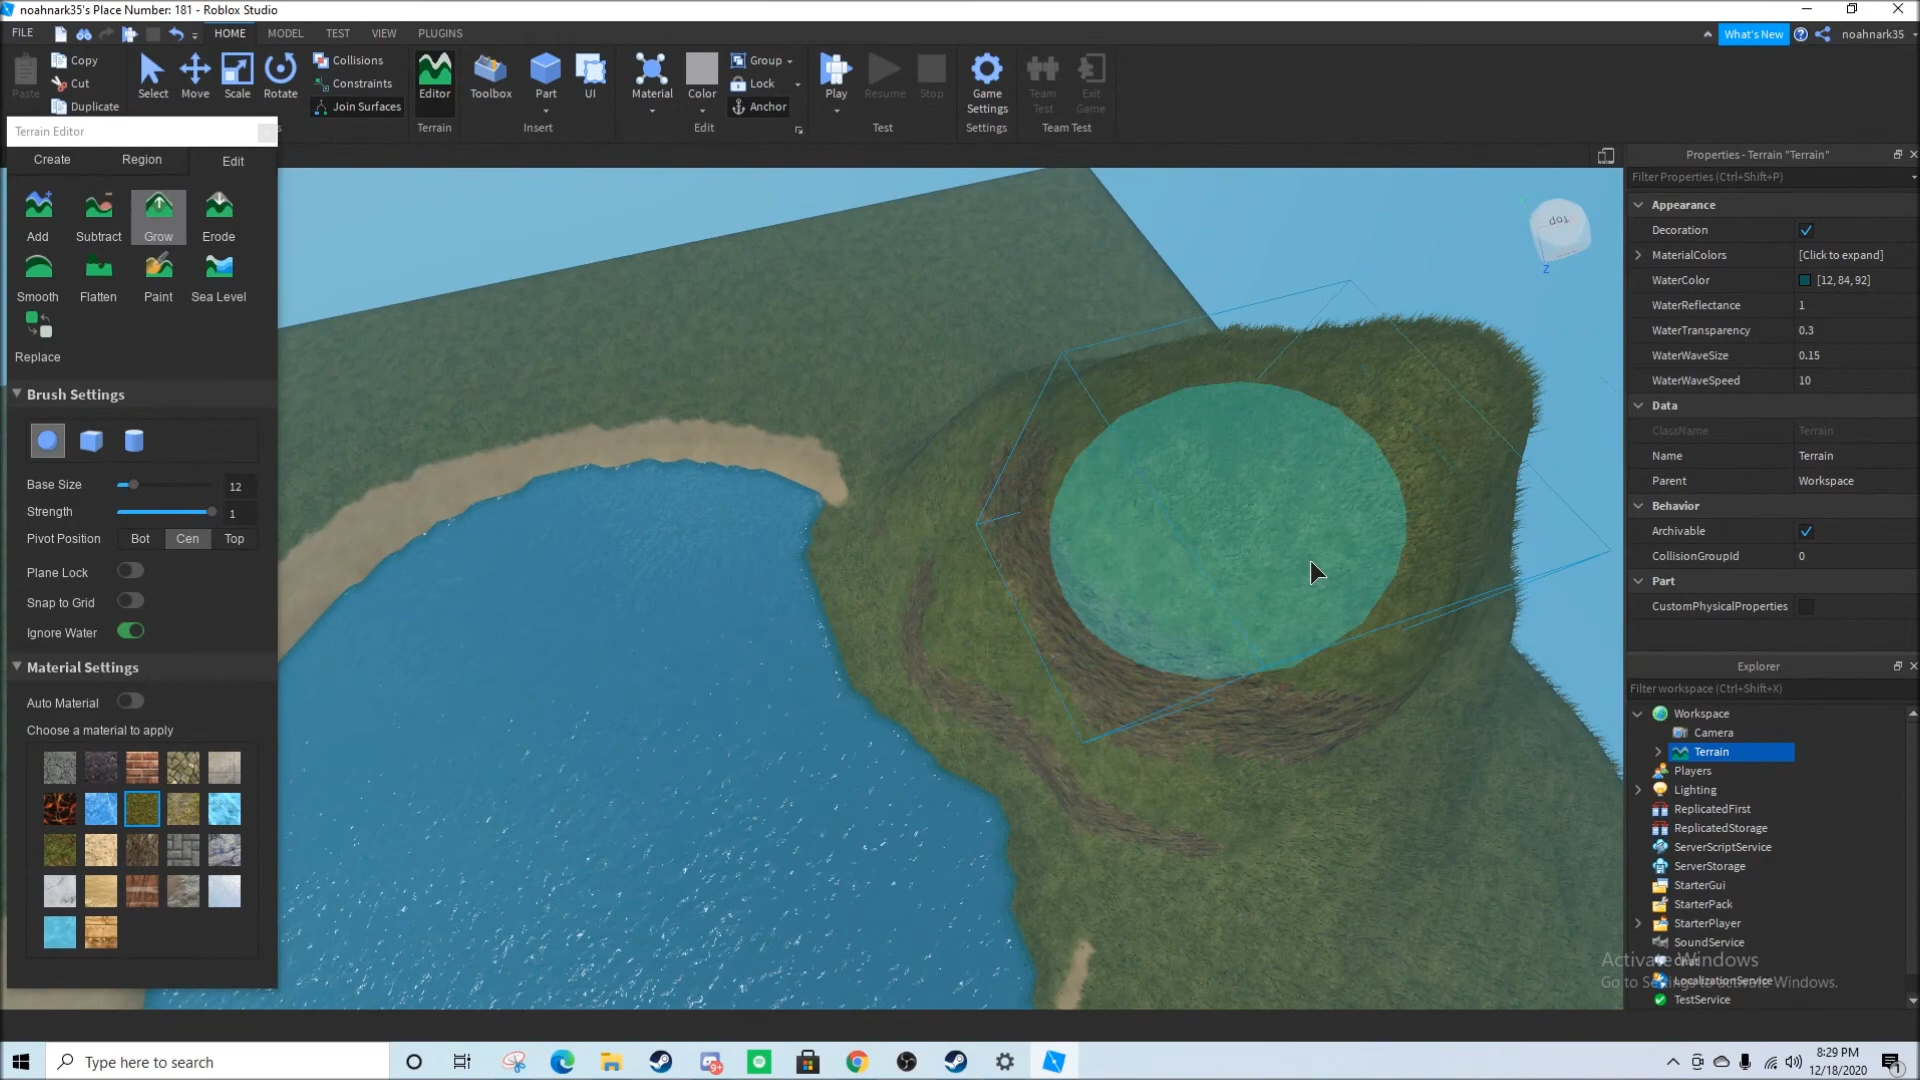 noahnark35's Place Number: 181 - Roblox Studio
FILE
HOME
MODEL
TEST
VIEW
PLUGINS
What's New
noahnark35
Paste
Copy
Cut
Duplicate
Select
Move
Scale
Rotate
Collisions
Constraints
Join Surfaces
Editor
Terrain
Toolbox
Part
UI
Insert
Material
Color
Group
Lock
Anchor
Edit
Play
Resume
Stop
Test
Game
Settings
Settings
Team
Test
Exit
Game
Team Test
Terrain Editor
Create
Region
Edit
Add
Subtract
Grow
Erode
Smooth
Flatten
Paint
Sea Level
Replace
Brush Settings
Base Size
12
Strength
1
Pivot Position
Bot
Cen
Top
Plane Lock
Snap to Grid
Ignore Water
Material Settings
Auto Material
Choose a material to apply
TOP
Z
Properties - Terrain "Terrain"
Filter Properties (Ctrl+Shift+P)
Appearance
Decoration
MaterialColors [Click to expand]
WaterColor [12, 84, 92]
WaterReflectance 1
WaterTransparency 0.3
WaterWaveSize 0.15
WaterWaveSpeed 10
Data
ClassName Terrain
Name Terrain
Parent Workspace
Behavior
Archivable
CollisionGroupId 0
Part
CustomPhysicalProperties
Explorer
Filter workspace (Ctrl+Shift+X)
Workspace
Camera
Terrain
Players
Lighting
ReplicatedFirst
ReplicatedStorage
ServerScriptService
ServerStorage
StarterGui
StarterPack
StarterPlayer
SoundService
Chat
LocalizationService
TestService
Activate Windows
Go to Settings to activate Windows.
Type here to search
8:29 PM
12/18/2020